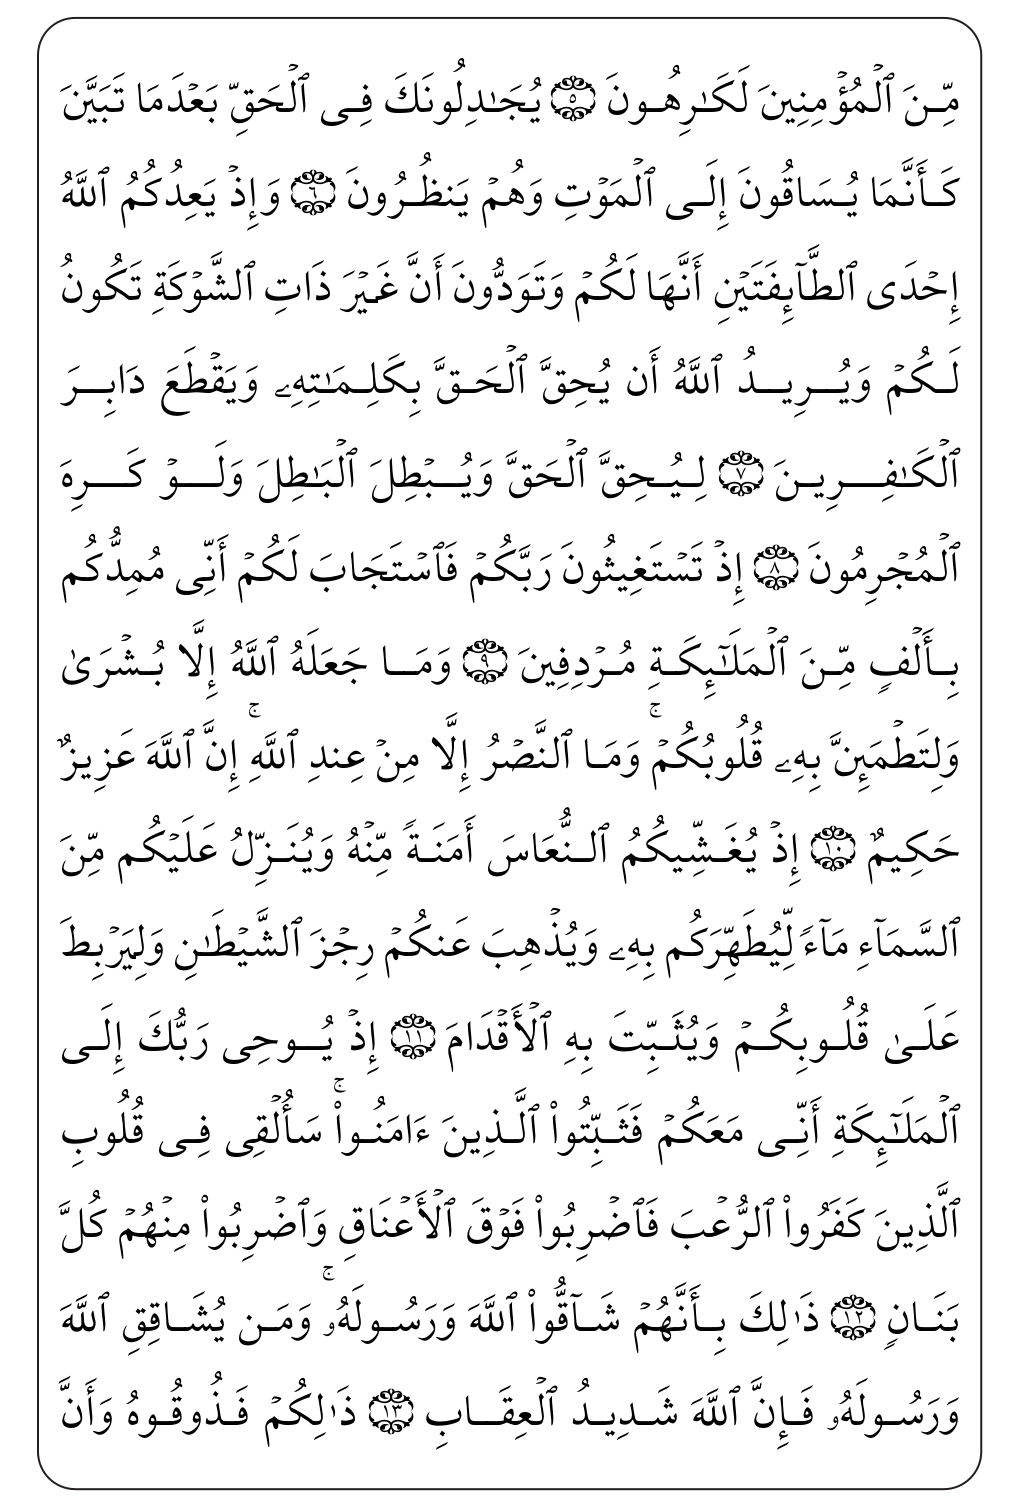 مِّنَ ٱلْمُؤْمِنِينَ لَكَـٰرِهُونَ ٥ يُجَـٰدِلُونَكَ فِى ٱلْحَقِّ بَعْدَمَا تَبَيَّنَ
كَأَنَّمَا يُسَاقُونَ إِلَى ٱلْمَوْتِ وَهُمْ يَنظُرُونَ ٦ وَإِذْ يَعِدُكُمُ ٱللَّهُ
إِحْدَى ٱلطَّآئِفَتَيْنِ أَنَّهَا لَكُمْ وَتَوَدُّونَ أَنَّ غَيْرَ ذَاتِ ٱلشَّوْكَةِ تَكُونُ
لَكُمْ وَيُرِيدُ ٱللَّهُ أَن يُحِقَّ ٱلْحَقَّ بِكَلِمَـٰتِهِۦ وَيَقْطَعَ دَابِرَ
ٱلْكَـٰفِرِينَ ٧ لِيُحِقَّ ٱلْحَقَّ وَيُبْطِلَ ٱلْبَـٰطِلَ وَلَوْ كَرِهَ
ٱلْمُجْرِمُونَ ٨ إِذْ تَسْتَغِيثُونَ رَبَّكُمْ فَٱسْتَجَابَ لَكُمْ أَنِّى مُمِدُّكُم
بِأَلْفٍ مِّنَ ٱلْمَلَـٰٓئِكَةِ مُرْدِفِينَ ٩ وَمَا جَعَلَهُ ٱللَّهُ إِلَّا بُشْرَىٰ
وَلِتَطْمَئِنَّ بِهِۦ قُلُوبُكُمْ ۚ وَمَا ٱلنَّصْرُ إِلَّا مِنْ عِندِ ٱللَّهِ ۚ إِنَّ ٱللَّهَ عَزِيزٌ
حَكِيمٌ ١٠ إِذْ يُغَشِّيكُمُ ٱلنُّعَاسَ أَمَنَةً مِّنْهُ وَيُنَزِّلُ عَلَيْكُم مِّنَ
ٱلسَّمَآءِ مَآءً لِّيُطَهِّرَكُم بِهِۦ وَيُذْهِبَ عَنكُمْ رِجْزَ ٱلشَّيْطَـٰنِ وَلِيَرْبِطَ
عَلَىٰ قُلُوبِكُمْ وَيُثَبِّتَ بِهِ ٱلْأَقْدَامَ ١١ إِذْ يُوحِى رَبُّكَ إِلَى
ٱلْمَلَـٰٓئِكَةِ أَنِّى مَعَكُمْ فَثَبِّتُوا۟ ٱلَّذِينَ ءَامَنُوا۟ ۚ سَأُلْقِى فِى قُلُوبِ
ٱلَّذِينَ كَفَرُوا۟ ٱلرُّعْبَ فَٱضْرِبُوا۟ فَوْقَ ٱلْأَعْنَاقِ وَٱضْرِبُوا۟ مِنْهُمْ كُلَّ
بَنَانٍ ١٢ ذَٰلِكَ بِأَنَّهُمْ شَآقُّوا۟ ٱللَّهَ وَرَسُولَهُۥ ۚ وَمَن يُشَاقِقِ ٱللَّهَ
وَرَسُولَهُۥ فَإِنَّ ٱللَّهَ شَدِيدُ ٱلْعِقَابِ ١٣ ذَٰلِكُمْ فَذُوقُوهُ وَأَنَّ